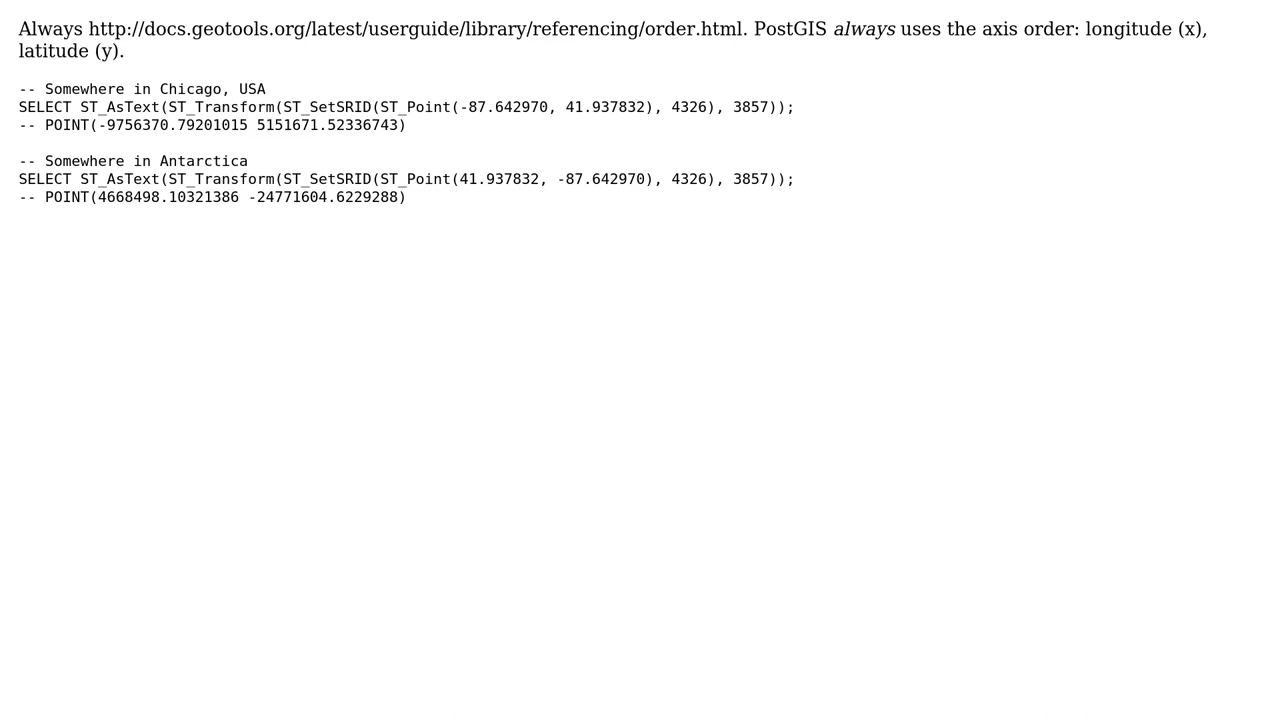 Always http://docs.geotools.org/latest/userguide/library/referencing/order.html. PostGIS always uses the axis order: longitude (x),
latitude (y).
-- Somewhere in Chicago, USA
SELECT ST_AsText(ST_Transform(ST_SetSRID(ST_Point(-87.642970, 41.937832), 4326), 3857));
-- POINT(-9756370.79201015 5151671.52336743)
-- Somewhere in Antarctica
SELECT ST_AsText(ST_Transform(ST_SetSRID(ST_Point(41.937832, -87.642970), 4326), 3857));
-- POINT(4668498.10321386 -24771604.6229288)